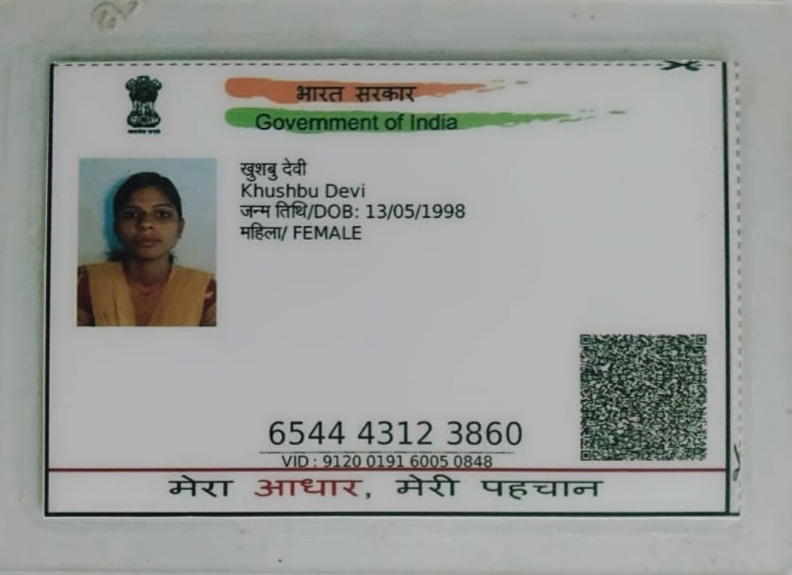 भारत सरकार
Government of India
खुशबु देवी
Khushbu Devi
जन्म तिथि/DOB: 13/05/1998
महिला/ FEMALE
6544 4312 3860
VID : 9120 0191 6005 0848
मेरा आधार, मेरी पहचान